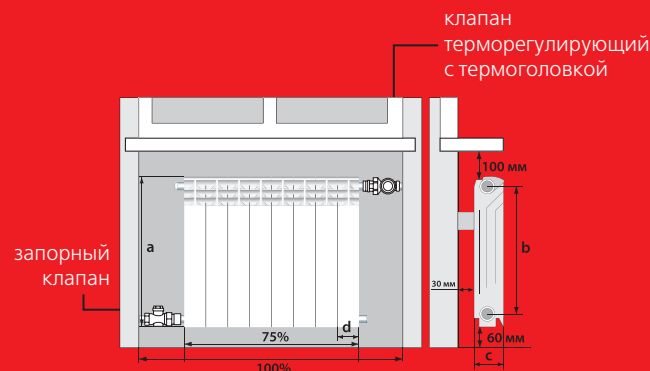 клапан
терморегулирующий
с термоголовкой
100 мм
a
b
запорный
клапан
30 мм
d
75%
60 мм
c
100%